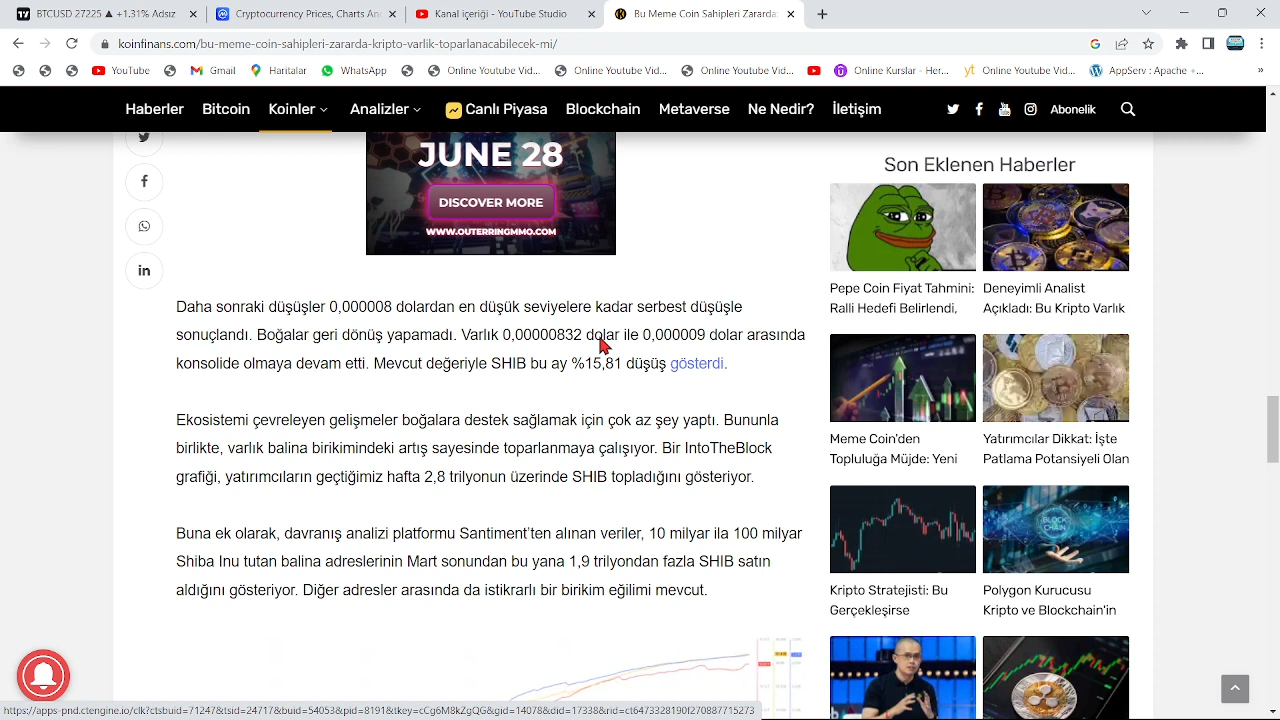 BTCUSD 27225 ▲ +1.31% Adsız
Cryptocurrency Prices, Charts
Kanal içeriği - YouTube Studio
Bu Meme Coin Sahipleri Zararda:
koinfinans.com/bu-meme-coin-sahipleri-zararda-kripto-varlik-toparlanabilecekmi/
YouTube
Gmail
Haritalar
WhatsApp
Online Youtube Vid...
Online Youtube Vid...
Online Youtube Vid...
Online Kurslar - Her...
AppServ : Apache +...
»
Haberler
Bitcoin
Koinler
Analizler
Canlı Piyasa
Blockchain
Metaverse
Ne Nedir?
İletişim
Abonelik
JUNE 28
DISCOVER MORE
WWW.OUTERRINGMMO.COM
Daha sonraki düşüşler 0,000008 dolardan en düşük seviyelere kadar serbest düşüşle
sonuçlandı. Boğalar geri dönüş yapamadı. Varlık 0,00000832 dolar ile 0,000009 dolar arasında
konsolide olmaya devam etti. Mevcut değeriyle SHIB bu ay %15,81 düşüş gösterdi.
Ekosistemi çevreleyen gelişmeler boğalara destek sağlamak için çok az şey yaptı. Bununla
birlikte, varlık balina birikimindeki artış sayesinde toparlanmaya çalışıyor. Bir IntoTheBlock
grafiği, yatırımcıların geçtiğimiz hafta 2,8 trilyonun üzerinde SHIB topladığını gösteriyor.
Buna ek olarak, davranış analizi platformu Santiment'ten alınan veriler, 10 milyar ila 100 milyar
Shiba Inu tutan balina adreslerinin Mart sonundan bu yana 1,9 trilyondan fazla SHIB satın
aldığını gösteriyor. Diğer adresler arasında da istikrarlı bir birikim eğilimi mevcut.
Son Eklenen Haberler
Pepe Coin Fiyat Tahmini:
Ralli Hedefi Belirlendi,
Deneyimli Analist
Açıkladı: Bu Kripto Varlık
Meme Coin'den
Topluluğa Müjde: Yeni
Yatırımcılar Dikkat: İşte
Patlama Potansiyeli Olan
BLOCK
CHAIN
Kripto Stratejisti: Bu
Gerçekleşirse
Polygon Kurucusu
Kripto ve Blockchain'in